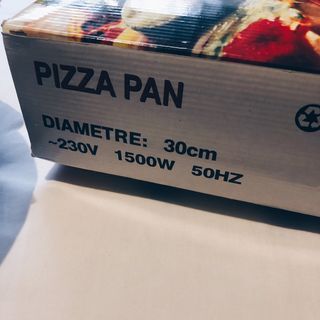 PIZZA PAN
DIAMETRE: 30cm
~230V 1500W 50HZ